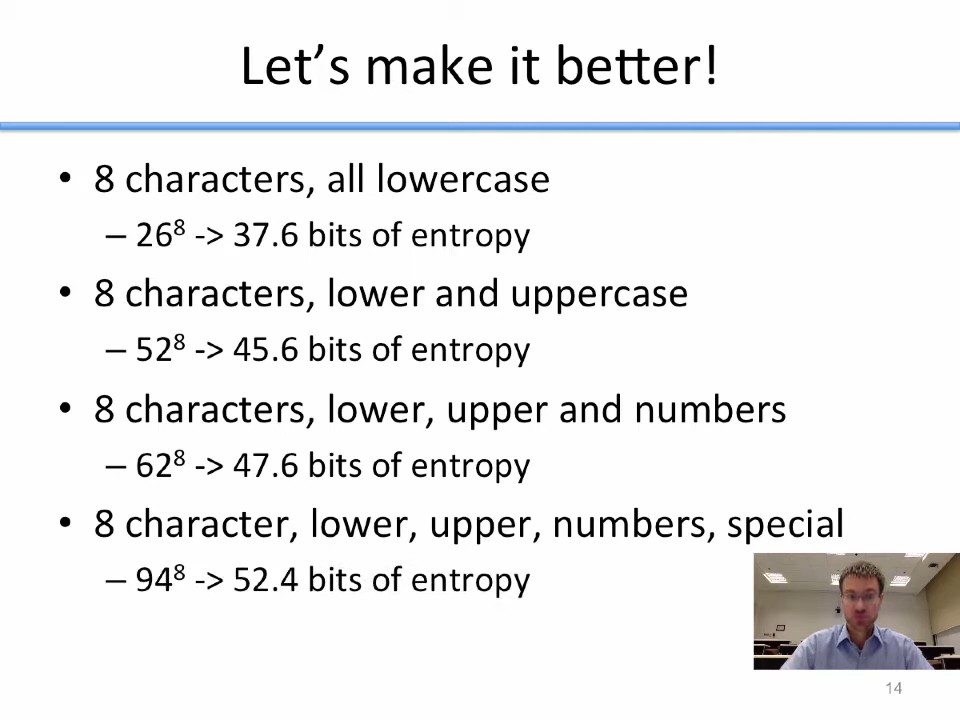 Let’s make it better!
• 8 characters, all lowercase
– 26⁸ -> 37.6 bits of entropy
• 8 characters, lower and uppercase
– 52⁸ -> 45.6 bits of entropy
• 8 characters, lower, upper and numbers
– 62⁸ -> 47.6 bits of entropy
• 8 character, lower, upper, numbers, special
– 94⁸ -> 52.4 bits of entropy
14